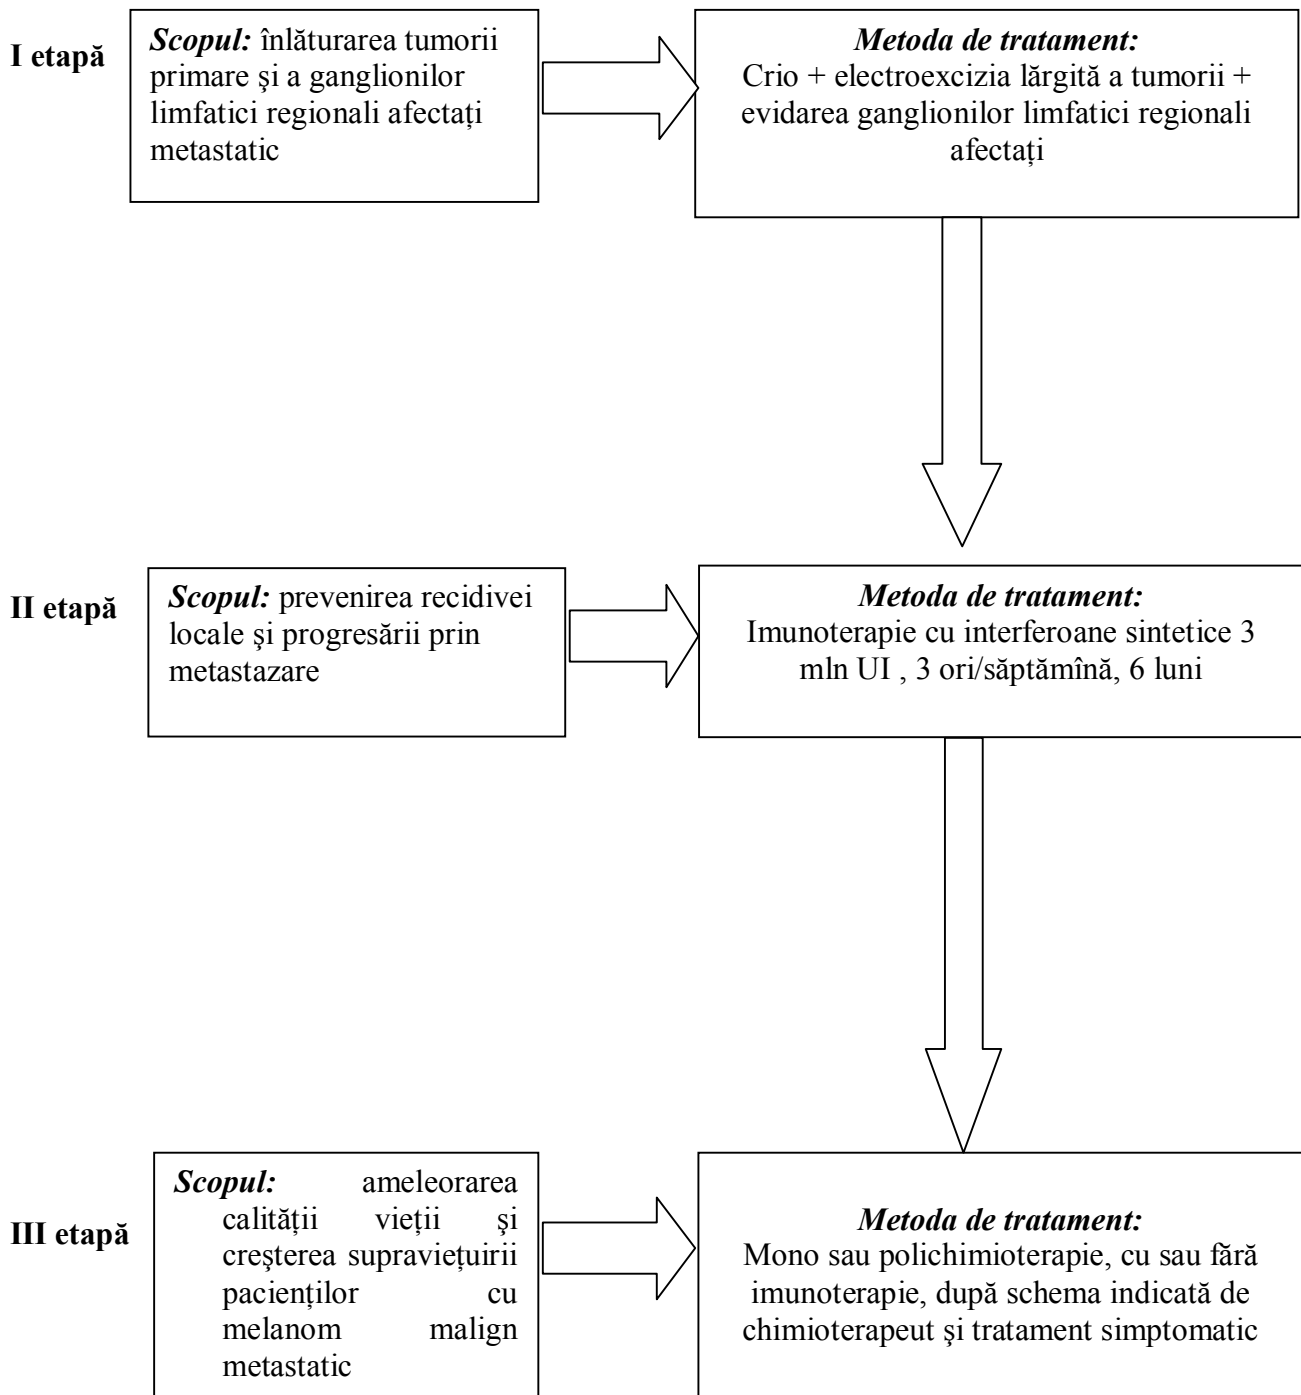 I etapă
Scopul: înlăturarea tumorii
primare şi a ganglionilor
limfatici regionali afectați
metastatic
Metoda de tratament:
Crio + electroexcizia lărgită a tumorii +
evidarea ganglionilor limfatici regionali
afectați
II etapă
Scopul: prevenirea recidivei
locale şi progresării prin
metastazare
Metoda de tratament:
Imunoterapie cu interferoane sintetice 3
mln UI , 3 ori/săptămînă, 6 luni
III etapă
Scopul: ameleorarea
calității vieții şi
creşterea supraviețuirii
pacienților cu
melanom malign
metastatic
Metoda de tratament:
Mono sau polichimioterapie, cu sau fără
imunoterapie, după schema indicată de
chimioterapeut şi tratament simptomatic